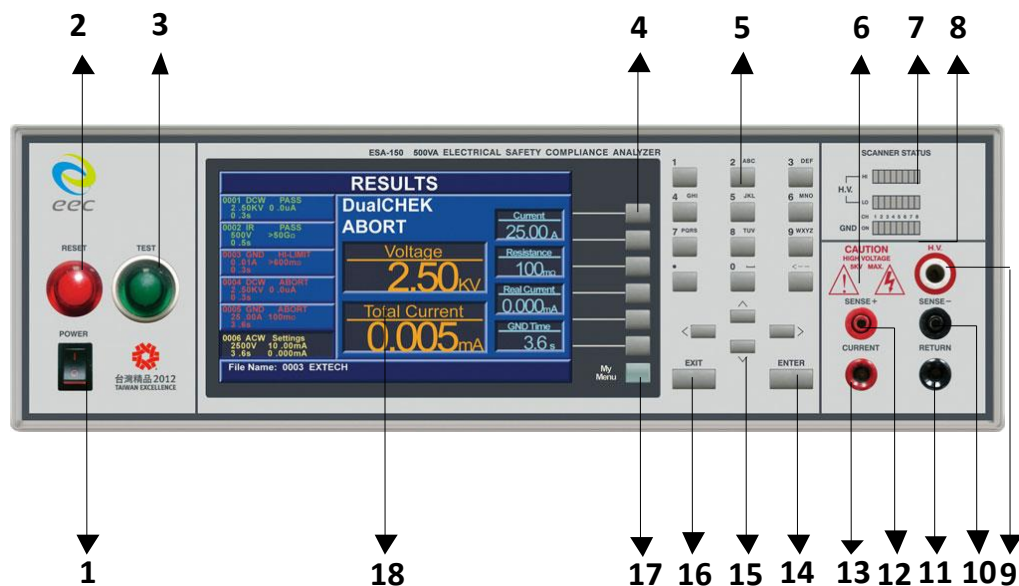 2 3 4 5 6 7 8
ESA-150 500VA ELECTRICAL SAFETY COMPLIANCE ANALYZER
eec
RESET TEST
POWER
台灣精品 2012
TAIWAN EXCELLENCE
RESULTS
0001 DCW PASS
2.50KV 0.0uA
0.3s
0002 IR PASS
500V >50GΩ
0.5s
0003 GND HI-LIMIT
0.01A >600mΩ
0.3s
0004 DCW ABORT
2.50KV 0.0uA
0.3s
0005 GND ABORT
25.00A 100mΩ
3.6s
0006 ACW Settings
2500V 10.00mA
3.6s 0.000mA
File Name: 0003 EXTECH
DualCHEK
ABORT
Voltage
2.50KV
Total Current
0.005mA
Current
25.00A
Resistance
100mΩ
Real Current
0.000mA
GND Time
3.6s
My
Menu
1 2 ABC 3 DEF
4 GHI 5 JKL 6 MNO
7 PQRS 8 TUV 9 WXYZ
• 0 <--
< >
EXIT ENTER
SCANNER STATUS
HI
H.V.
LO
CH 1 2 3 4 5 6 7 8
GND ON
CAUTION
HIGH VOLTAGE
5KV MAX.
H.V.
SENSE+ SENSE−
CURRENT RETURN
1 18 17 16 15 14 13 12 11 10 9